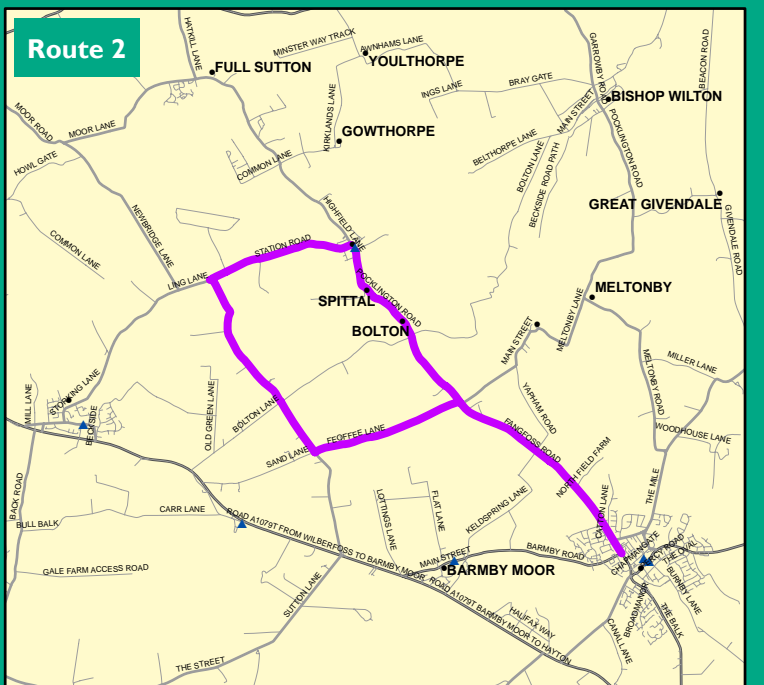 Route 2
HATKILL LANE
MINSTER WAY TRACK
AWNHAMS LANE
FULL SUTTON
YOULTHORPE
GARROWBY ROAD
BEACON ROAD
BRAY GATE
INGS LANE
MAIN STREET
BISHOP WILTON
MOOR ROAD
MOOR LANE
KIRKLANDS LANE
GOWTHORPE
POCKLINGTON ROAD
HOWL GATE
COMMON LANE
BELTHORPE LANE
BOLTON LANE
BECKSIDE ROAD PATH
HIGHFIELD LANE
GREAT GIVENDALE
GIVENDALE ROAD
NEWBRIDGE LANE
COMMON LANE
STATION ROAD
LING LANE
POCKLINGTON ROAD
SPITTAL
MELTONBY
BOLTON
MAIN STREET
MELTONBY LANE
MELTONBY ROAD
MILLER LANE
MILL LANE
STORKING LANE
BECKSIDE
OLD GREEN LANE
BOLTON LANE
YAPHAM ROAD
FEOFFEE LANE
FANGFOSS ROAD
WOODHOUSE LANE
SAND LANE
NORTH FIELD FARM
BACK ROAD
THE MILE
LOTTINGS LANE
FLAT LANE
KELDSPRING LANE
CARR LANE
BULL BALK
ROAD A1079T FROM WILBERFOSS TO BARMBY MOOR
ROAD A1079T BARMBY MOOR TO HAYTON
MAIN STREET
BARMBY ROAD
CHAPMANGATE
THE OVAL
GALE FARM ACCESS ROAD
BARMBY MOOR
BURNBY LANE
SUTTON LANE
HALIFAX WAY
BROADMANOR
THE BALK
CANAL LANE
THE STREET